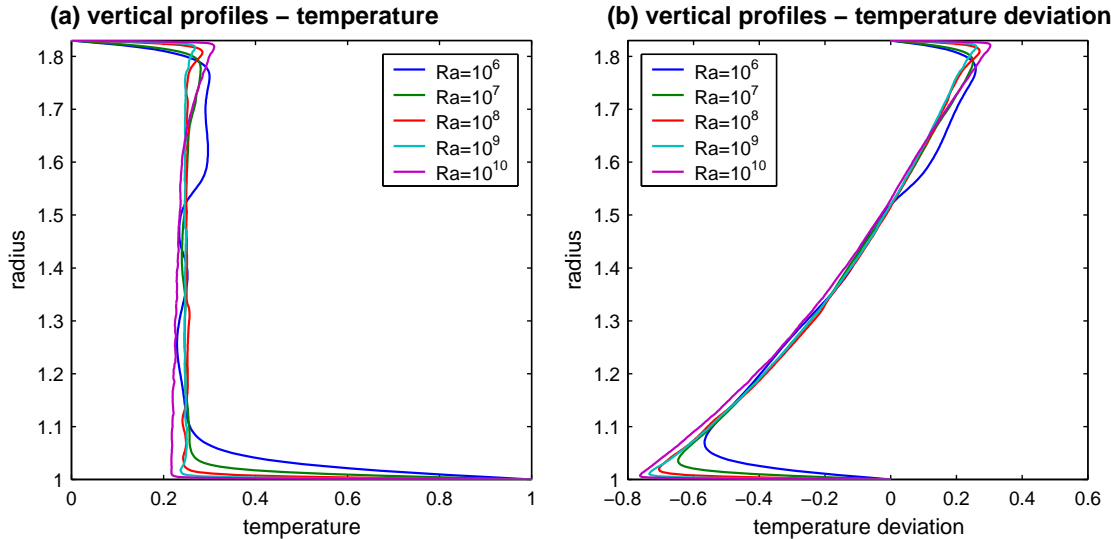 (a) vertical profiles − temperature
1.8
1.7
1.6
1.5
1.4
1.3
1.2
1.1
1
radius
0
0.2
0.4
0.6
0.8
1
temperature
Ra=10^6
Ra=10^7
Ra=10^8
Ra=10^9
Ra=10^10
(b) vertical profiles − temperature deviation
1.8
1.7
1.6
1.5
1.4
1.3
1.2
1.1
1
radius
−0.8
−0.6
−0.4
−0.2
0
0.2
0.4
0.6
temperature deviation
Ra=10^6
Ra=10^7
Ra=10^8
Ra=10^9
Ra=10^10